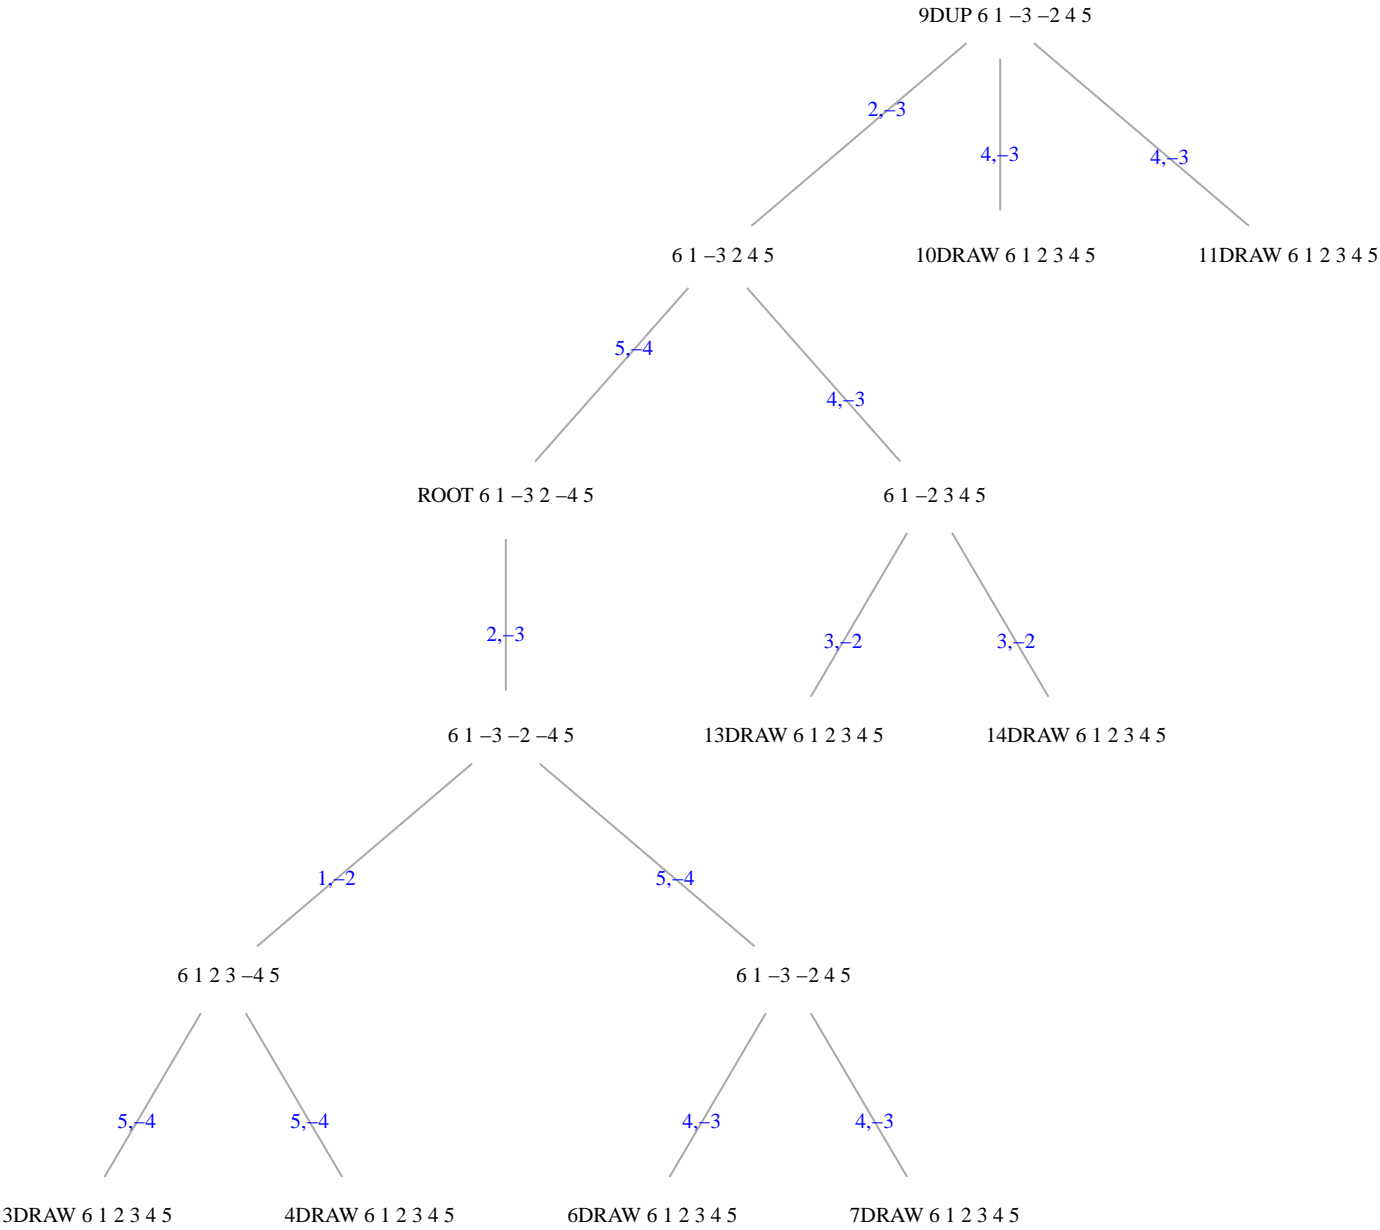 9DUP 6 1 –3 –2 4 5
2,–3
4,–3
4,–3
6 1 –3 2 4 5
10DRAW 6 1 2 3 4 5
11DRAW 6 1 2 3 4 5
5,–4
4,–3
ROOT 6 1 –3 2 –4 5
6 1 –2 3 4 5
2,–3
3,–2
3,–2
6 1 –3 –2 –4 5
13DRAW 6 1 2 3 4 5
14DRAW 6 1 2 3 4 5
1,–2
5,–4
6 1 2 3 –4 5
6 1 –3 –2 4 5
5,–4
5,–4
4,–3
4,–3
3DRAW 6 1 2 3 4 5
4DRAW 6 1 2 3 4 5
6DRAW 6 1 2 3 4 5
7DRAW 6 1 2 3 4 5